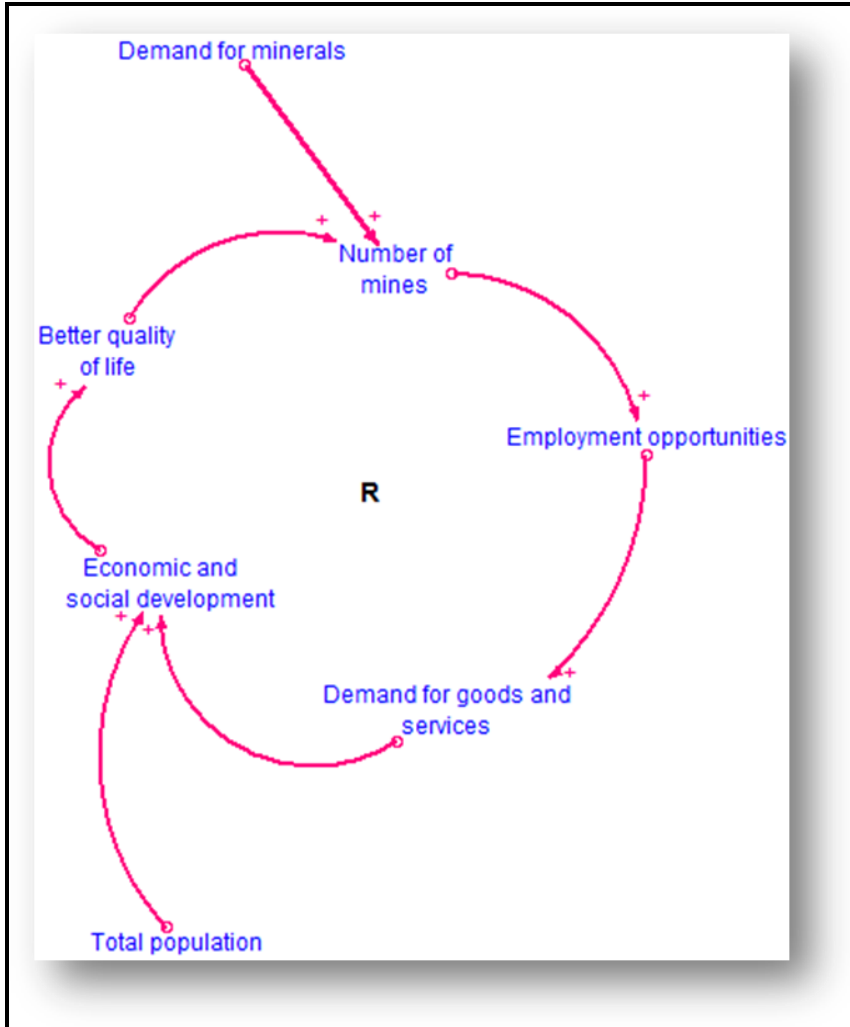 Demand for minerals
+
+
Number of
mines
Better quality
of life
+
+
Employment opportunities
R
Economic and
social development
+
+
+
Demand for goods and
services
Total population